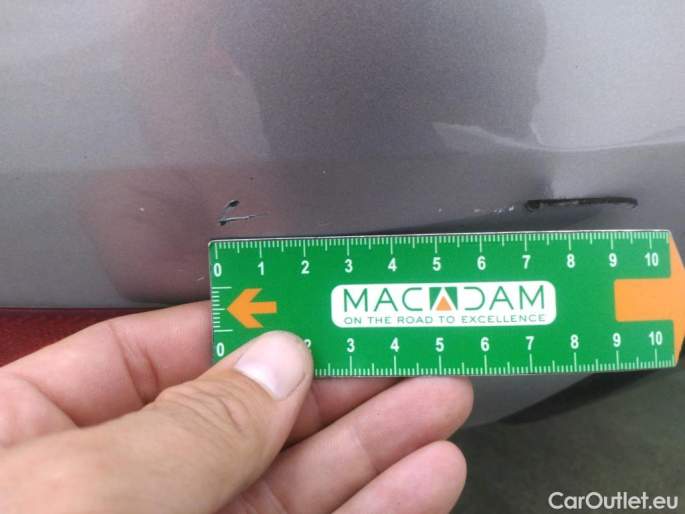 0 1 2 3 4 5 6 7 8 9 10
MACADAM
ON THE ROAD TO EXCELLENCE
0 2 3 4 5 6 7 8 9 10
CarOutlet.eu